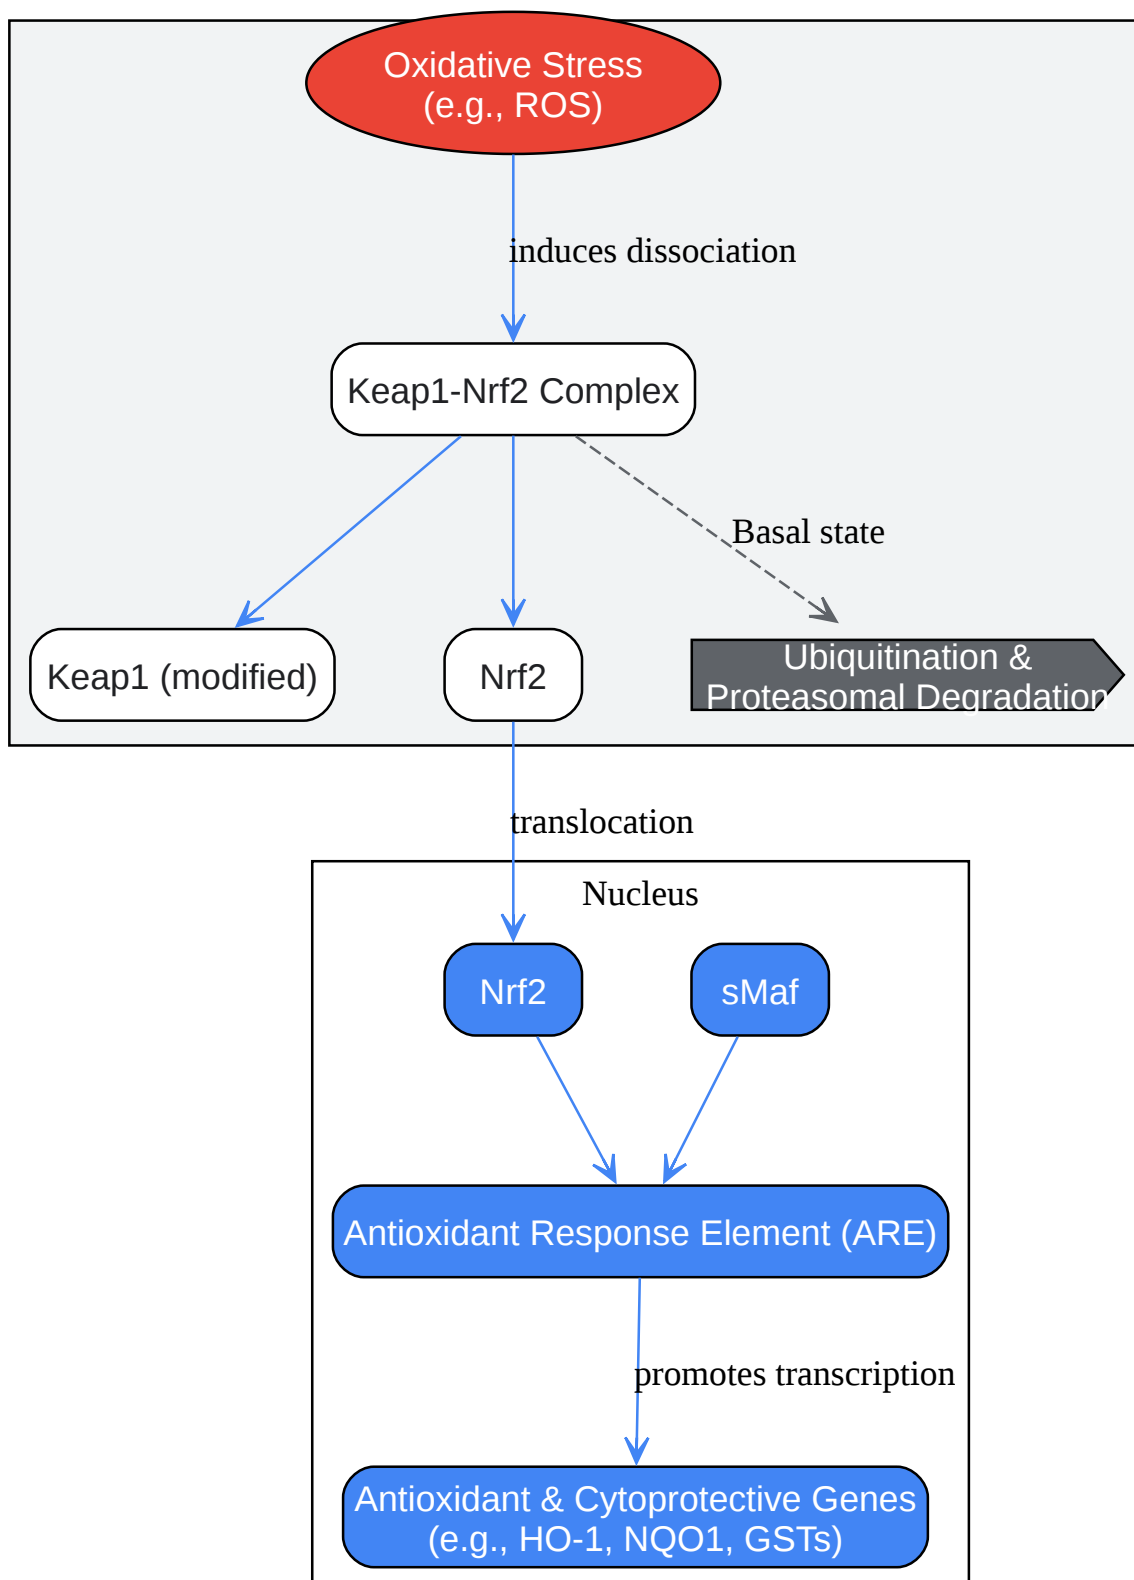 Oxidative Stress
(e.g., ROS)
induces dissociation
Keap1-Nrf2 Complex
Basal state
Keap1 (modified)
Nrf2
Ubiquitination &
Proteasomal Degradation
translocation
Nucleus
Nrf2
sMaf
Antioxidant Response Element (ARE)
promotes transcription
Antioxidant & Cytoprotective Genes
(e.g., HO-1, NQO1, GSTs)